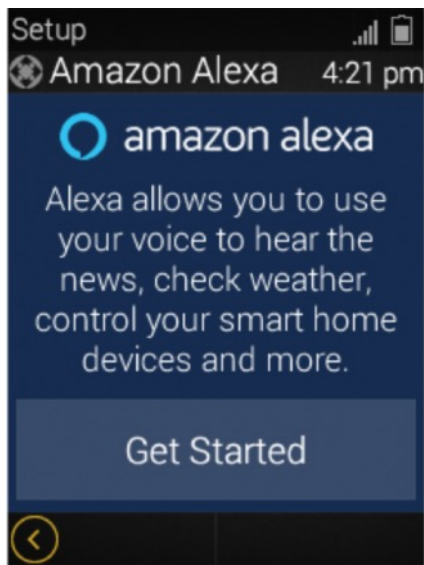 Setup
Amazon Alexa 4:21 pm
amazon alexa
Alexa allows you to use
your voice to hear the
news, check weather,
control your smart home
devices and more.
Get Started